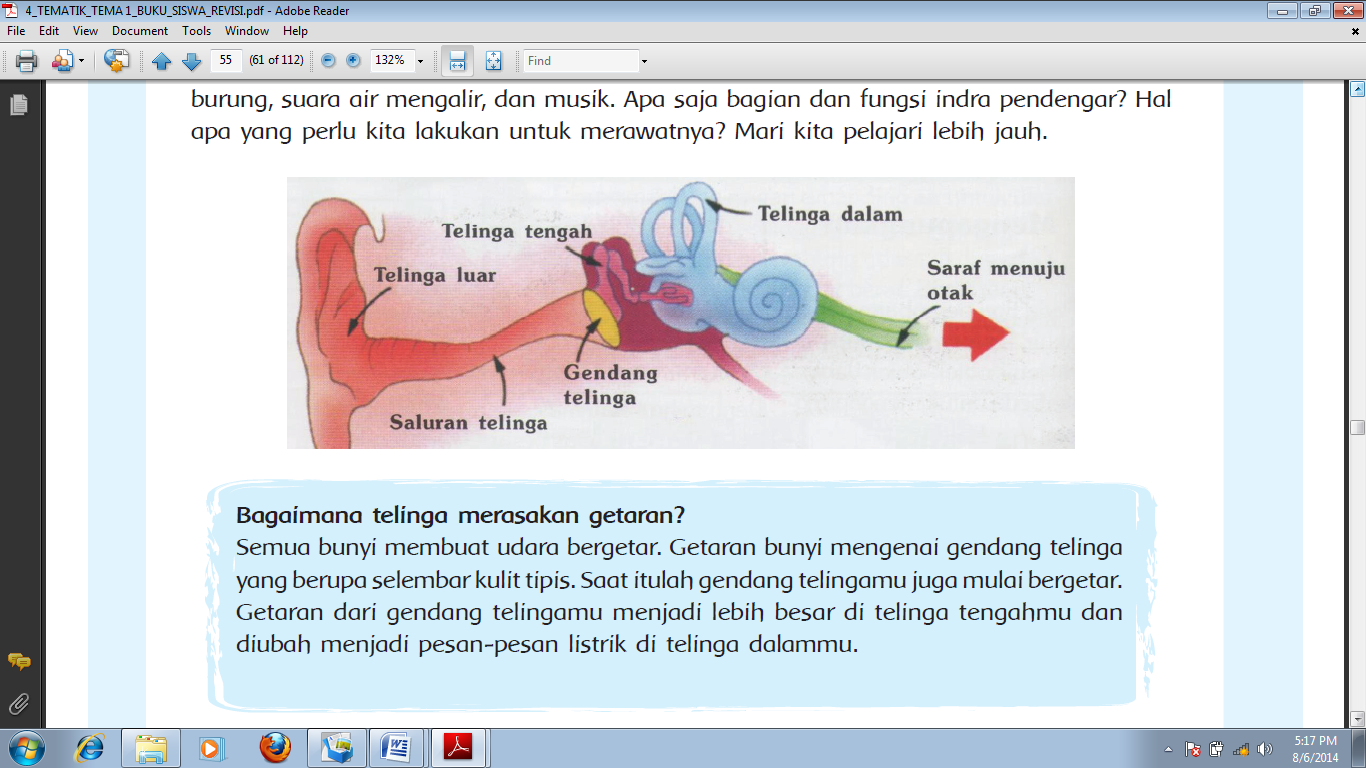 4_TEMATIK_TEMA 1_BUKU_SISWA_REVISI.pdf - Adobe Reader
File Edit View Document Tools Window Help
55 (61 of 112) 132% Find
burung, suara air mengalir, dan musik. Apa saja bagian dan fungsi indra pendengar? Hal
apa yang perlu kita lakukan untuk merawatnya? Mari kita pelajari lebih jauh.
Telinga dalam
Telinga tengah
Telinga luar
Saraf menuju
otak
Gendang
telinga
Saluran telinga
Bagaimana telinga merasakan getaran?
Semua bunyi membuat udara bergetar. Getaran bunyi mengenai gendang telinga
yang berupa selembar kulit tipis. Saat itulah gendang telingamu juga mulai bergetar.
Getaran dari gendang telingamu menjadi lebih besar di telinga tengahmu dan
diubah menjadi pesan-pesan listrik di telinga dalammu.
5:17 PM
8/6/2014